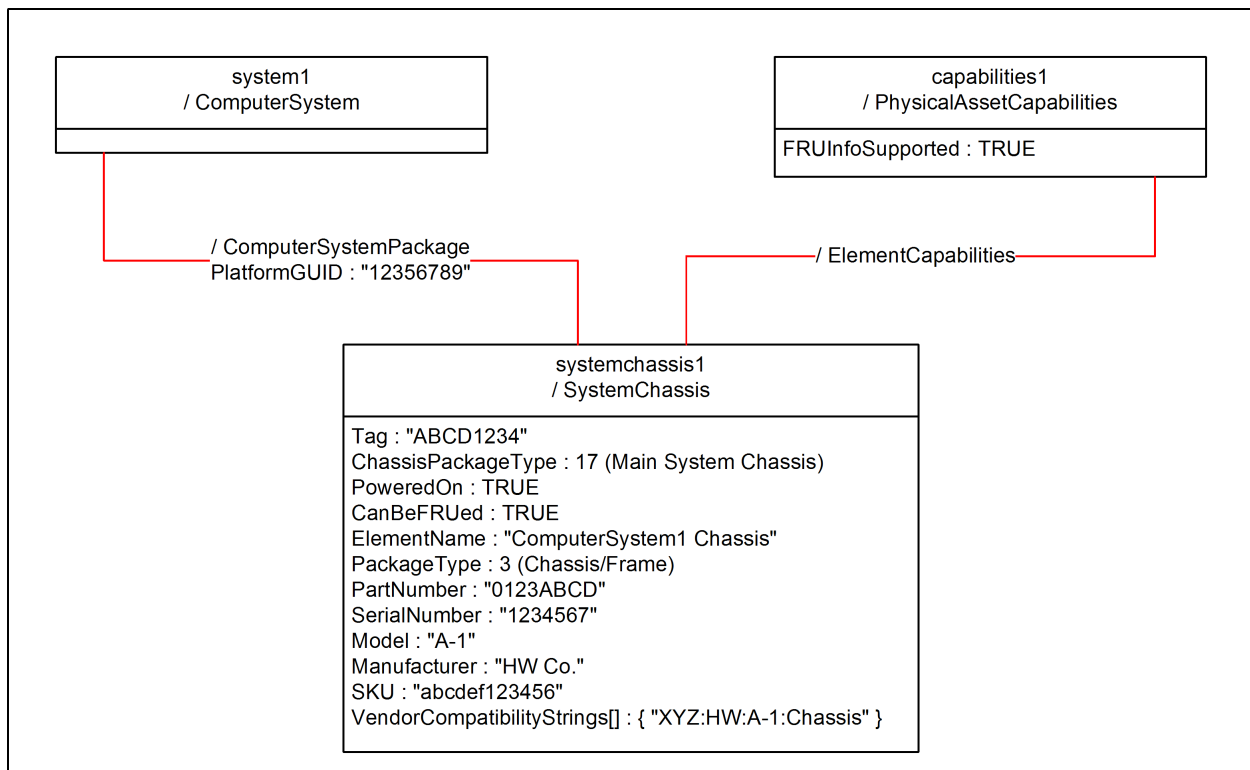 system1
/ ComputerSystem
capabilities1
/ PhysicalAssetCapabilities
FRUInfoSupported : TRUE
/ ComputerSystemPackage
PlatformGUID : "12356789"
/ ElementCapabilities
systemchassis1
/ SystemChassis
Tag : "ABCD1234"
ChassisPackageType : 17 (Main System Chassis)
PoweredOn : TRUE
CanBeFRUed : TRUE
ElementName : "ComputerSystem1 Chassis"
PackageType : 3 (Chassis/Frame)
PartNumber : "0123ABCD"
SerialNumber : "1234567"
Model : "A-1"
Manufacturer : "HW Co."
SKU : "abcdef123456"
VendorCompatibilityStrings[] : { "XYZ:HW:A-1:Chassis" }